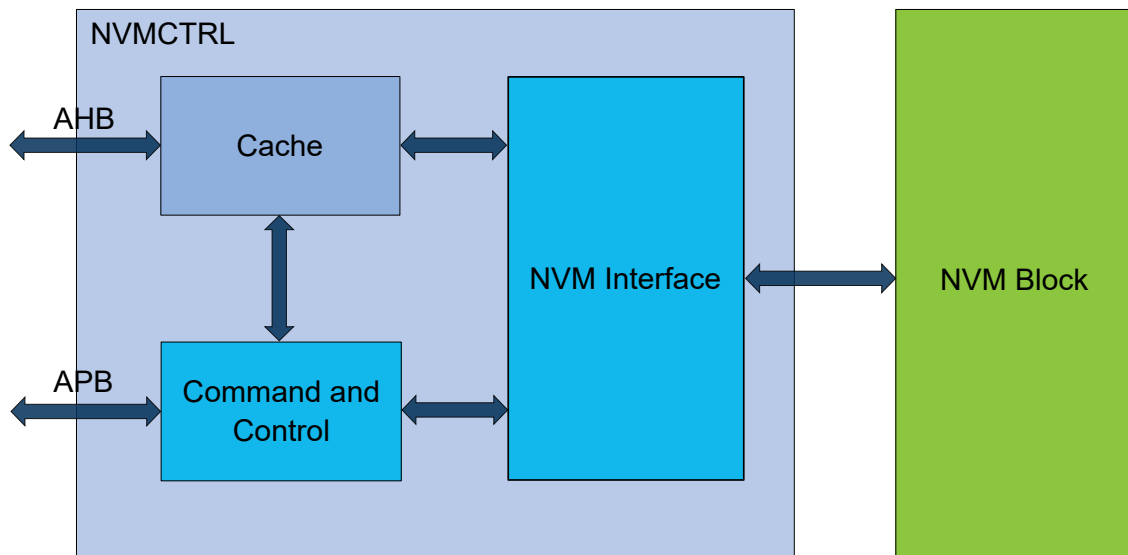 NVMCTRL
AHB
Cache
NVM Interface
NVM Block
APB
Command and
Control